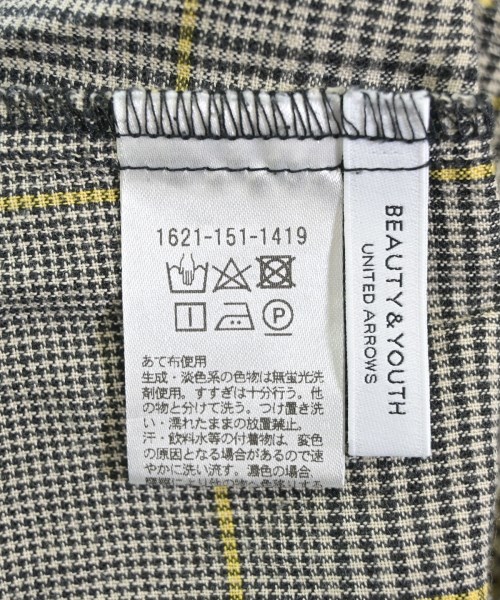 1621-151-1419
P
あて布使用
生成・淡色系の色物は無蛍光洗
剤使用。すすぎは十分行う。他
の物と分けて洗う。つけ置き洗
い・濡れたままの放置禁止。
汗・飲料水等の付着物は、変色
の原因となる場合があるので速
やかに洗い流す。濃色の場合、
BEAUTY & YOUTH
UNITED ARROWS